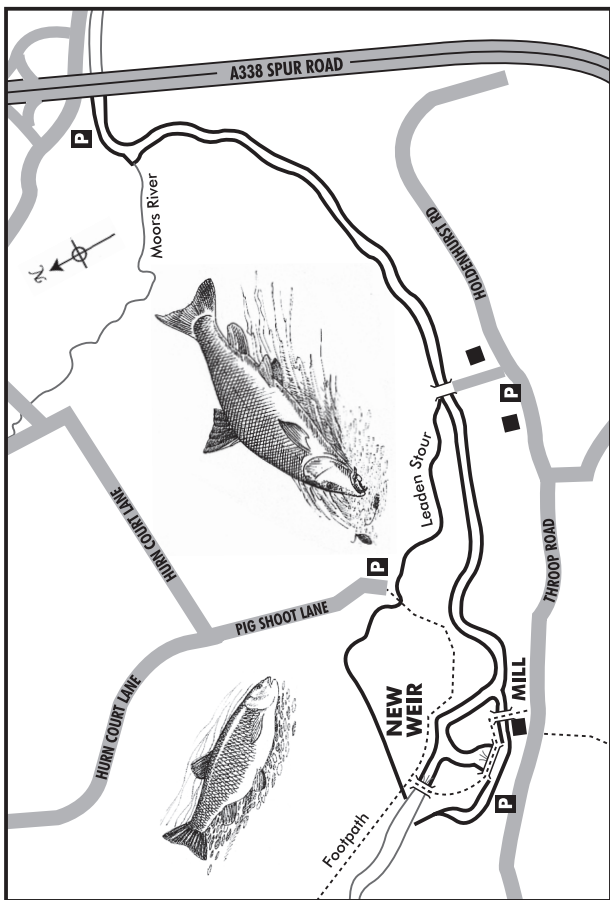 A338 SPUR ROAD
P
Moors River
N
HOLDENHURST RD
P
Leaden Stour
HURN COURT LANE
P
THROOP ROAD
PIG SHOOT LANE
NEW
WEIR
MILL
HURN COURT LANE
P
Footpath